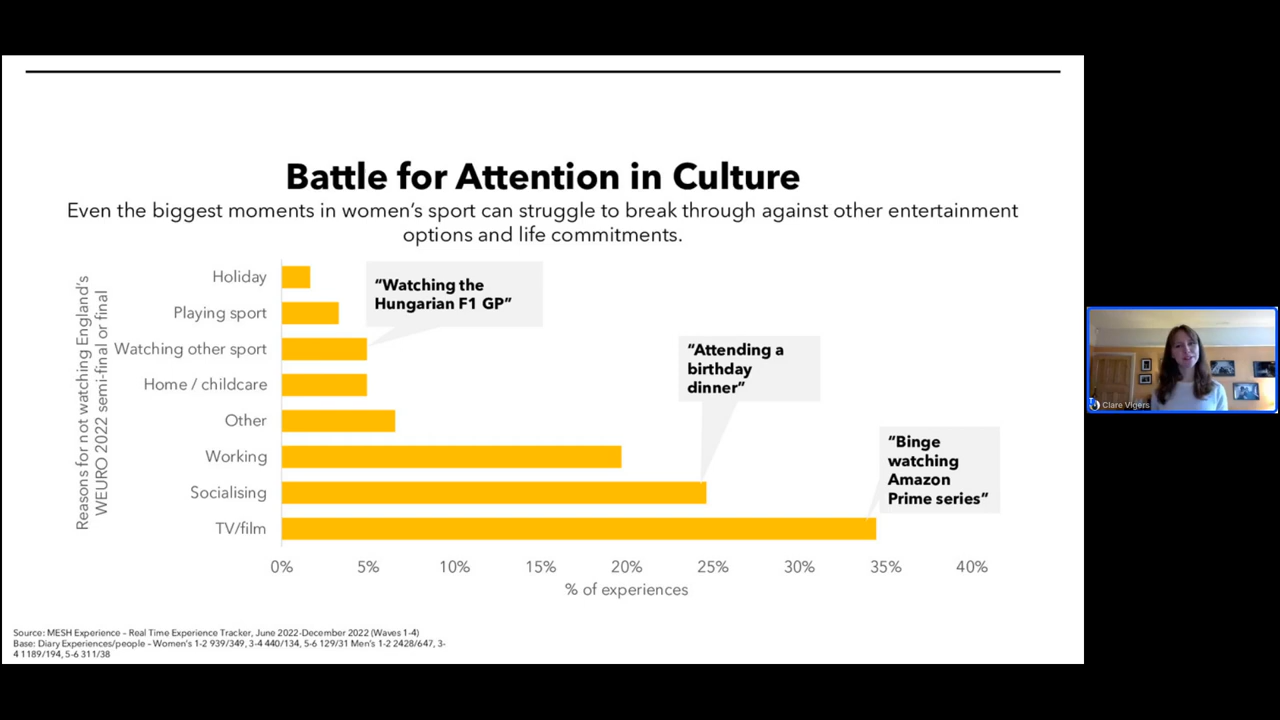 Battle for Attention in Culture
Even the biggest moments in women's sport can struggle to break through against other entertainment
options and life commitments.
Reasons for not watching England's
WEURO 2022 semi-final or final
Holiday
Playing sport
Watching other sport
Home / childcare
Other
Working
Socialising
TV/film
"Watching the
Hungarian F1 GP"
"Attending a
birthday
dinner"
"Binge
watching
Amazon
Prime series"
0% 5% 10% 15% 20% 25% 30% 35% 40%
% of experiences
Source: MESH Experience – Real Time Experience Tracker, June 2022-December 2022 (Waves 1-4)
Base: Diary Experiences/people – Women's 1-2 939/349, 3-4 440/134, 5-6 129/31 Men's 1-2 2428/647, 3-
4 1189/194, 5-6 311/38
Clare Vigers